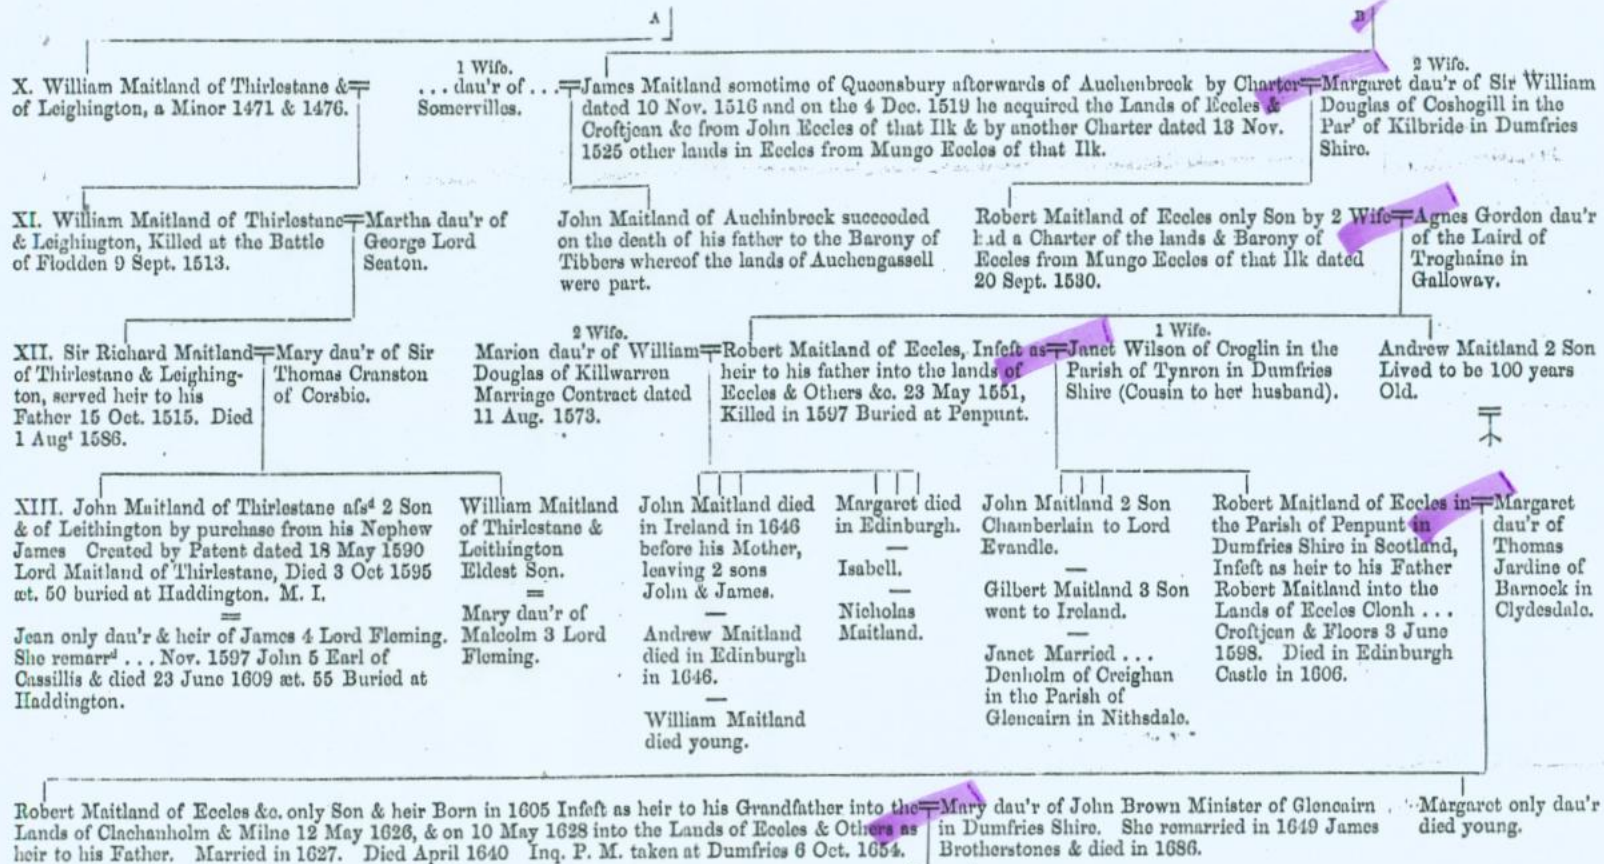 A
B
X. William Maitland of Thirlestane &
of Leighington, a Minor 1471 & 1476.
1 Wife.
... dau'r of ...
Somervilles.
James Maitland sometime of Queensbury afterwards of Auchenbreck by Charter
dated 10 Nov. 1516 and on the 4 Dec. 1519 he acquired the Lands of Eccles &
Croftjean &c from John Eccles of that Ilk & by another Charter dated 13 Nov.
1525 other lands in Eccles from Mungo Eccles of that Ilk.
2 Wife.
Margaret dau'r of Sir William
Douglas of Coshogill in the
Par' of Kilbride in Dumfries
Shire.
XI. William Maitland of Thirlestane
& Leighington, Killed at the Battle
of Flodden 9 Sept. 1513.
Martha dau'r of
George Lord
Seaton.
John Maitland of Auchinbreck succeeded
on the death of his father to the Barony of
Tibbers whereof the lands of Auchengassell
were part.
Robert Maitland of Eccles only Son by 2 Wife
had a Charter of the lands & Barony of
Eccles from Mungo Eccles of that Ilk dated
20 Sept. 1530.
Agnes Gordon dau'r
of the Laird of
Troghaine in
Galloway.
XII. Sir Richard Maitland
of Thirlestane & Leighing-
ton, served heir to his
Father 15 Oct. 1515. Died
1 Augt 1586.
Mary dau'r of Sir
Thomas Cranston
of Corsbie.
2 Wife.
Marion dau'r of William
Douglas of Killwarren
Marriage Contract dated
11 Aug. 1573.
Robert Maitland of Eccles, Infeft as
heir to his father into the lands of
Eccles & Others &c. 23 May 1551,
Killed in 1597 Buried at Penpunt.
1 Wife.
Janet Wilson of Croglin in the
Parish of Tynron in Dumfries
Shire (Cousin to her husband).
Andrew Maitland 2 Son
Lived to be 100 years
Old.
XIII. John Maitland of Thirlestane afsd 2 Son
& of Leithington by purchase from his Nephew
James Created by Patent dated 18 May 1590
Lord Maitland of Thirlestane, Died 3 Oct 1595
æt. 50 buried at Haddington. M. I.
=
Jean only dau'r & heir of James 4 Lord Fleming.
She remarrd ... Nov. 1597 John 5 Earl of
Cassillis & died 23 June 1609 æt. 55 Buried at
Haddington.
William Maitland
of Thirlestane &
Leithington
Eldest Son.
=
Mary dau'r of
Malcolm 3 Lord
Fleming.
John Maitland died
in Ireland in 1646
before his Mother,
leaving 2 sons
John & James.
—
Andrew Maitland
died in Edinburgh
in 1646.
—
William Maitland
died young.
Margaret died
in Edinburgh.
—
Isabell.
—
Nicholas
Maitland.
John Maitland 2 Son
Chamberlain to Lord
Evandle.
—
Gilbert Maitland 3 Son
went to Ireland.
—
Janet Married ...
Denholm of Creighan
in the Parish of
Glencairn in Nithsdale.
Robert Maitland of Eccles in
the Parish of Penpunt in
Dumfries Shire in Scotland,
Infeft as heir to his Father
Robert Maitland into the
Lands of Eccles Clonh ...
Croftjean & Floors 3 June
1598. Died in Edinburgh
Castle in 1606.
Margaret
dau'r of
Thomas
Jardine of
Barnock in
Clydesdale.
Robert Maitland of Eccles &c. only Son & heir Born in 1605 Infeft as heir to his Grandfather into the
Lands of Clachanholm & Milne 12 May 1626, & on 10 May 1628 into the Lands of Eccles & Others as
heir to his Father. Married in 1627. Died April 1640 Inq. P. M. taken at Dumfries 6 Oct. 1654.
Mary dau'r of John Brown Minister of Glencairn
in Dumfries Shire. She remarried in 1649 James
Brotherstones & died in 1686.
Margaret only dau'r
died young.